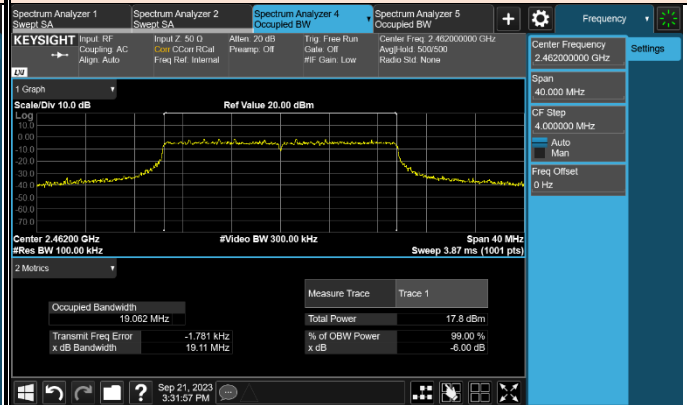 Spectrum Analyzer 1
Swept SA
Spectrum Analyzer 2
Swept SA
Spectrum Analyzer 4
Occupied BW
Spectrum Analyzer 5
Occupied BW
+
Frequency
KEYSIGHT
Input: RF
Coupling: AC
Align: Auto
Input Z: 50 Ω
Corr CCorr RCal
Freq Ref: Internal
Atten: 20 dB
Preamp: Off
Trig: Free Run
Gate: Off
#IF Gain: Low
Center Freq: 2.462000000 GHz
Avg|Hold: 500/500
Radio Std: None
LXI
Center Frequency
2.462000000 GHz
Settings
Span
40.000 MHz
CF Step
4.000000 MHz
Auto
Man
Freq Offset
0 Hz
1 Graph
Scale/Div 10.0 dB
Ref Value 20.00 dBm
Log
10.0
0.00
-10.0
-20.0
-30.0
-40.0
-50.0
-60.0
-70.0
Center 2.46200 GHz
#Video BW 300.00 kHz
Span 40 MHz
#Res BW 100.00 kHz
Sweep 3.87 ms (1001 pts)
2 Metrics
Measure Trace
Trace 1
Occupied Bandwidth
19.062 MHz
Total Power
17.8 dBm
Transmit Freq Error
-1.781 kHz
% of OBW Power
99.00 %
x dB Bandwidth
19.11 MHz
x dB
-6.00 dB
?
Sep 21, 2023
3:31:57 PM